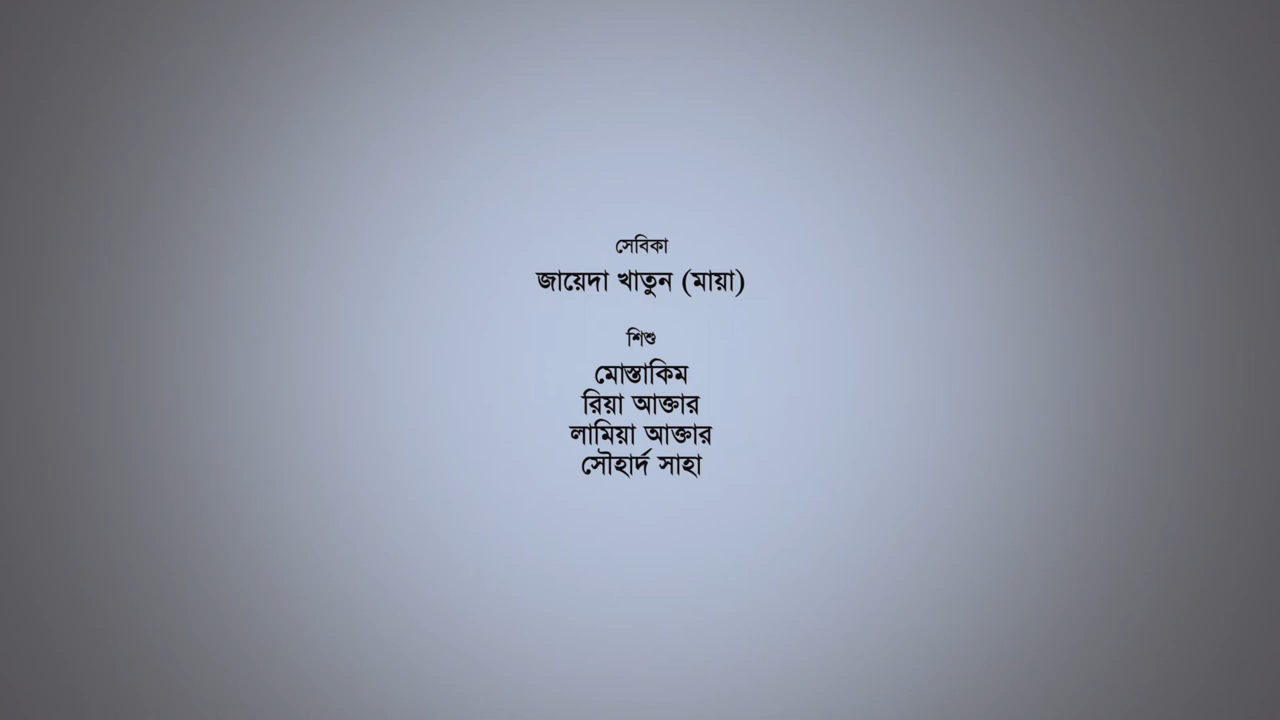 সেবিকা
জায়েদা খাতুন (মায়া)
শিশু
মোস্তাকিম
রিয়া আক্তার
লামিয়া আক্তার
সৌহার্দ সাহা